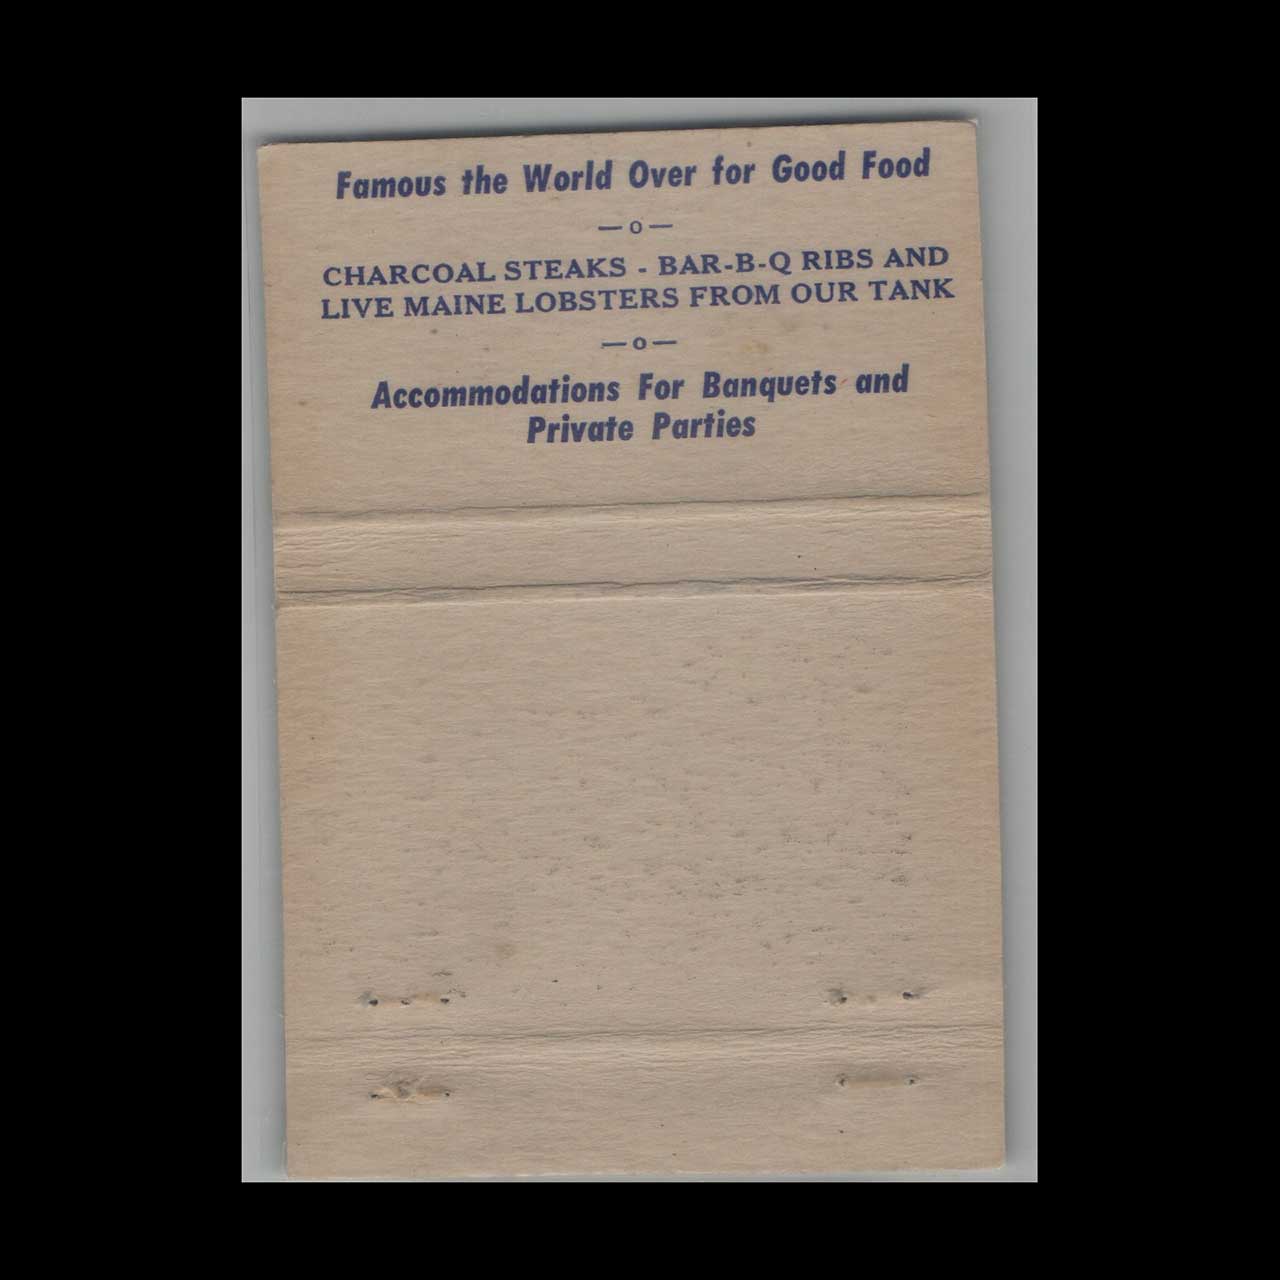 Famous the World Over for Good Food
—o—
CHARCOAL STEAKS - BAR-B-Q RIBS AND
LIVE MAINE LOBSTERS FROM OUR TANK
—o—
Accommodations For Banquets and
Private Parties